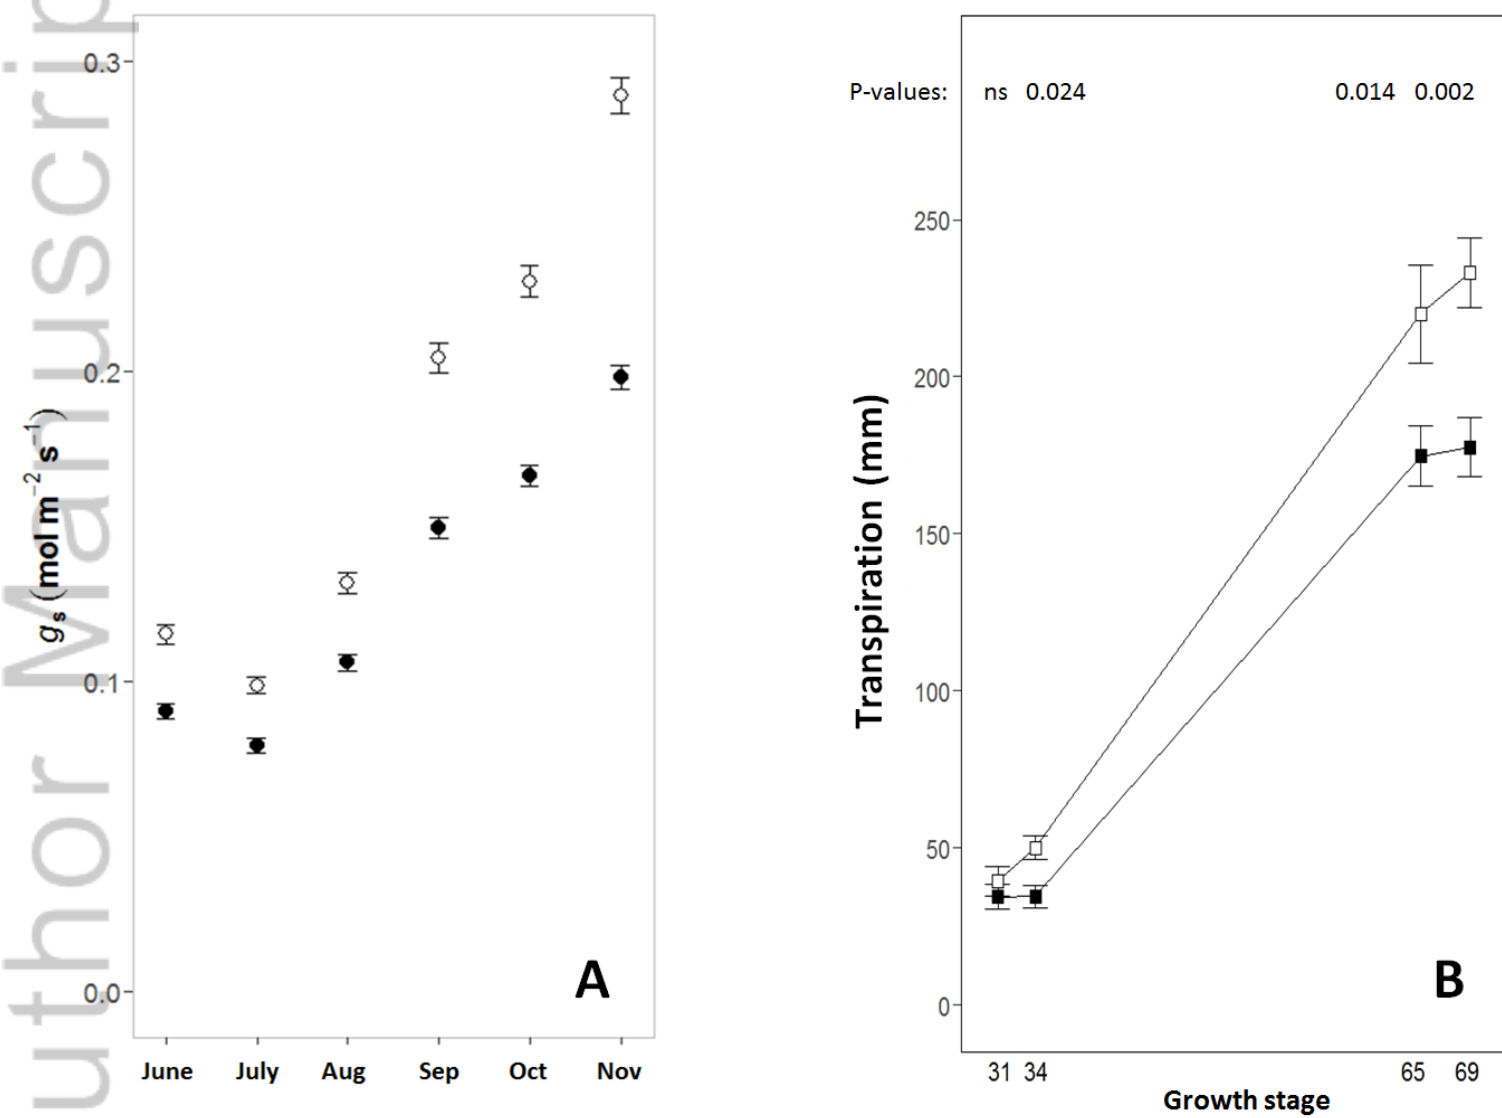 uthor Manuscrip
0.3
0.2
0.1
0.0
gs (mol m−2 s−1)
June July Aug Sep Oct Nov
A
P-values: ns 0.024 0.014 0.002
250
200
150
100
50
0
Transpiration (mm)
31 34 65 69
Growth stage
B